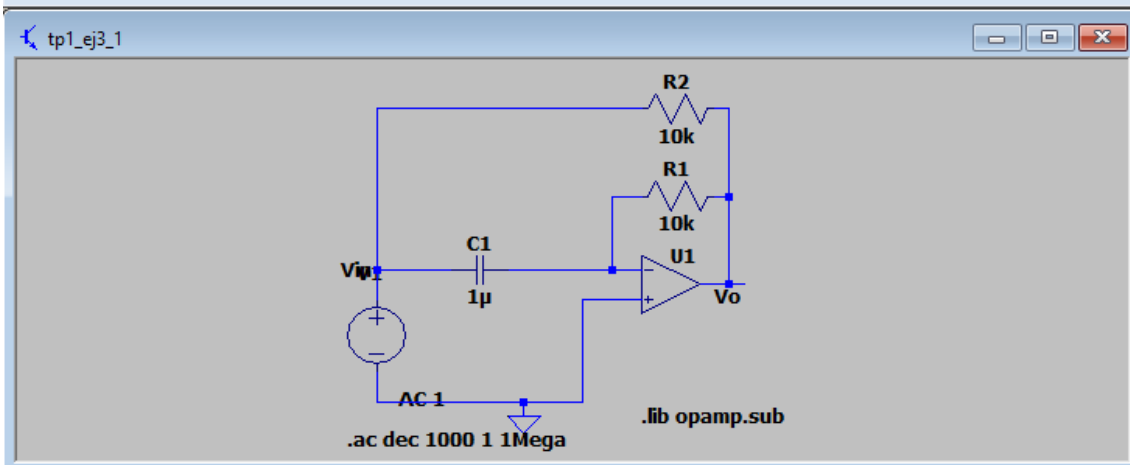 tp1_ej3_1
R2
10k
R1
10k
C1
1µ
U1
−
+
Vo
+
−
AC 1
.ac dec 1000 1 1Mega
.lib opamp.sub